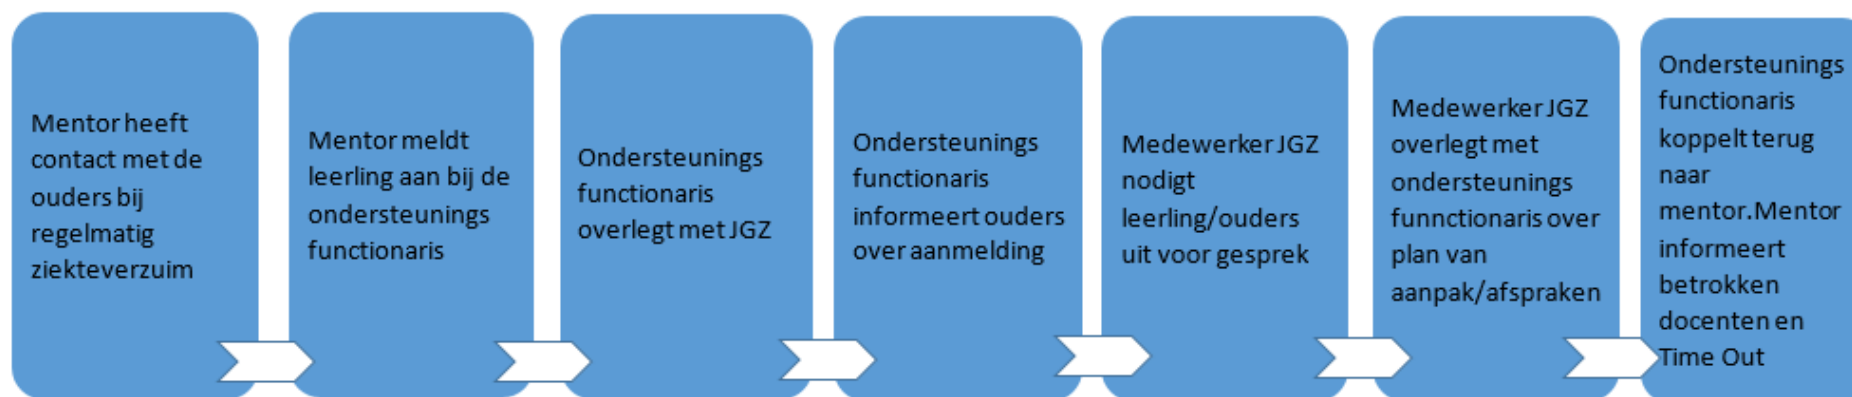 Mentor heeft
contact met de
ouders bij
regelmatig
ziekteverzuim
Mentor meldt
leerling aan bij de
ondersteunings
functionaris
Ondersteunings
functionaris
overlegt met JGZ
Ondersteunings
functionaris
informeert ouders
over aanmelding
Medewerker JGZ
nodigt
leerling/ouders
uit voor gesprek
Medewerker JGZ
overlegt met
ondersteunings
funnctionaris over
plan van
aanpak/afspraken
Ondersteunings
functionaris
koppelt terug
naar
mentor.Mentor
informeert
betrokken
docenten en
Time Out